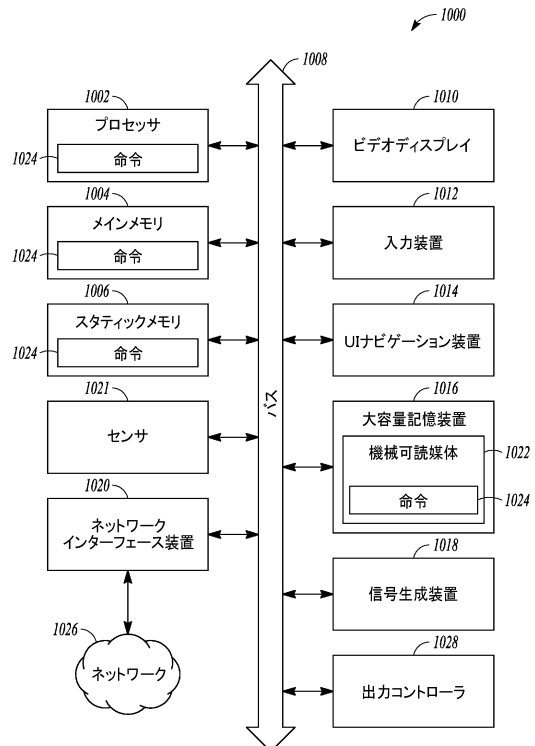 1000
1008
1002
プロセッサ
1024
命令
1004
メインメモリ
1024
命令
1006
スタティックメモリ
1024
命令
1021
センサ
1020
ネットワーク
インターフェース装置
1026
ネットワーク
バス
1010
ビデオディスプレイ
1012
入力装置
1014
UIナビゲーション装置
1016
大容量記憶装置
機械可読媒体
1022
命令
1024
1018
信号生成装置
1028
出力コントローラ